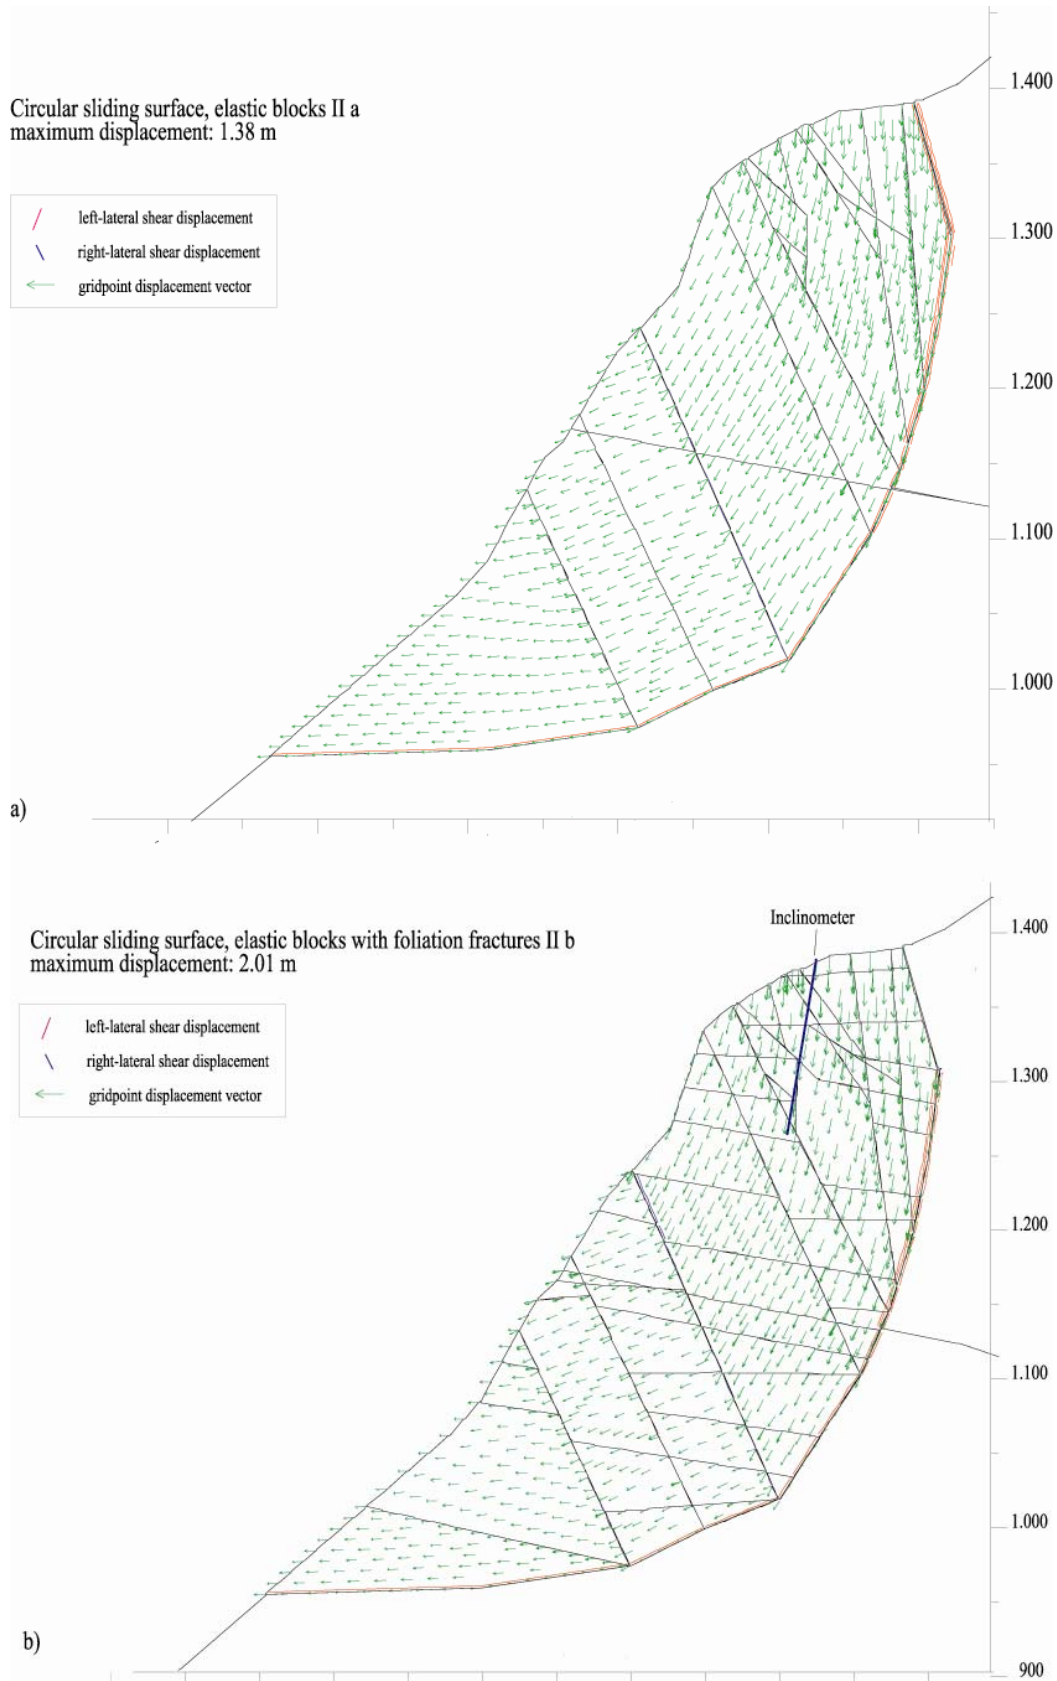 1.400
Circular sliding surface, elastic blocks II a
maximum displacement: 1.38 m
left-lateral shear displacement
right-lateral shear displacement
gridpoint displacement vector
1.300
1.200
1.100
1.000
a)
Inclinometer
1.400
Circular sliding surface, elastic blocks with foliation fractures II b
maximum displacement: 2.01 m
left-lateral shear displacement
right-lateral shear displacement
gridpoint displacement vector
1.300
1.200
1.100
1.000
b)
900